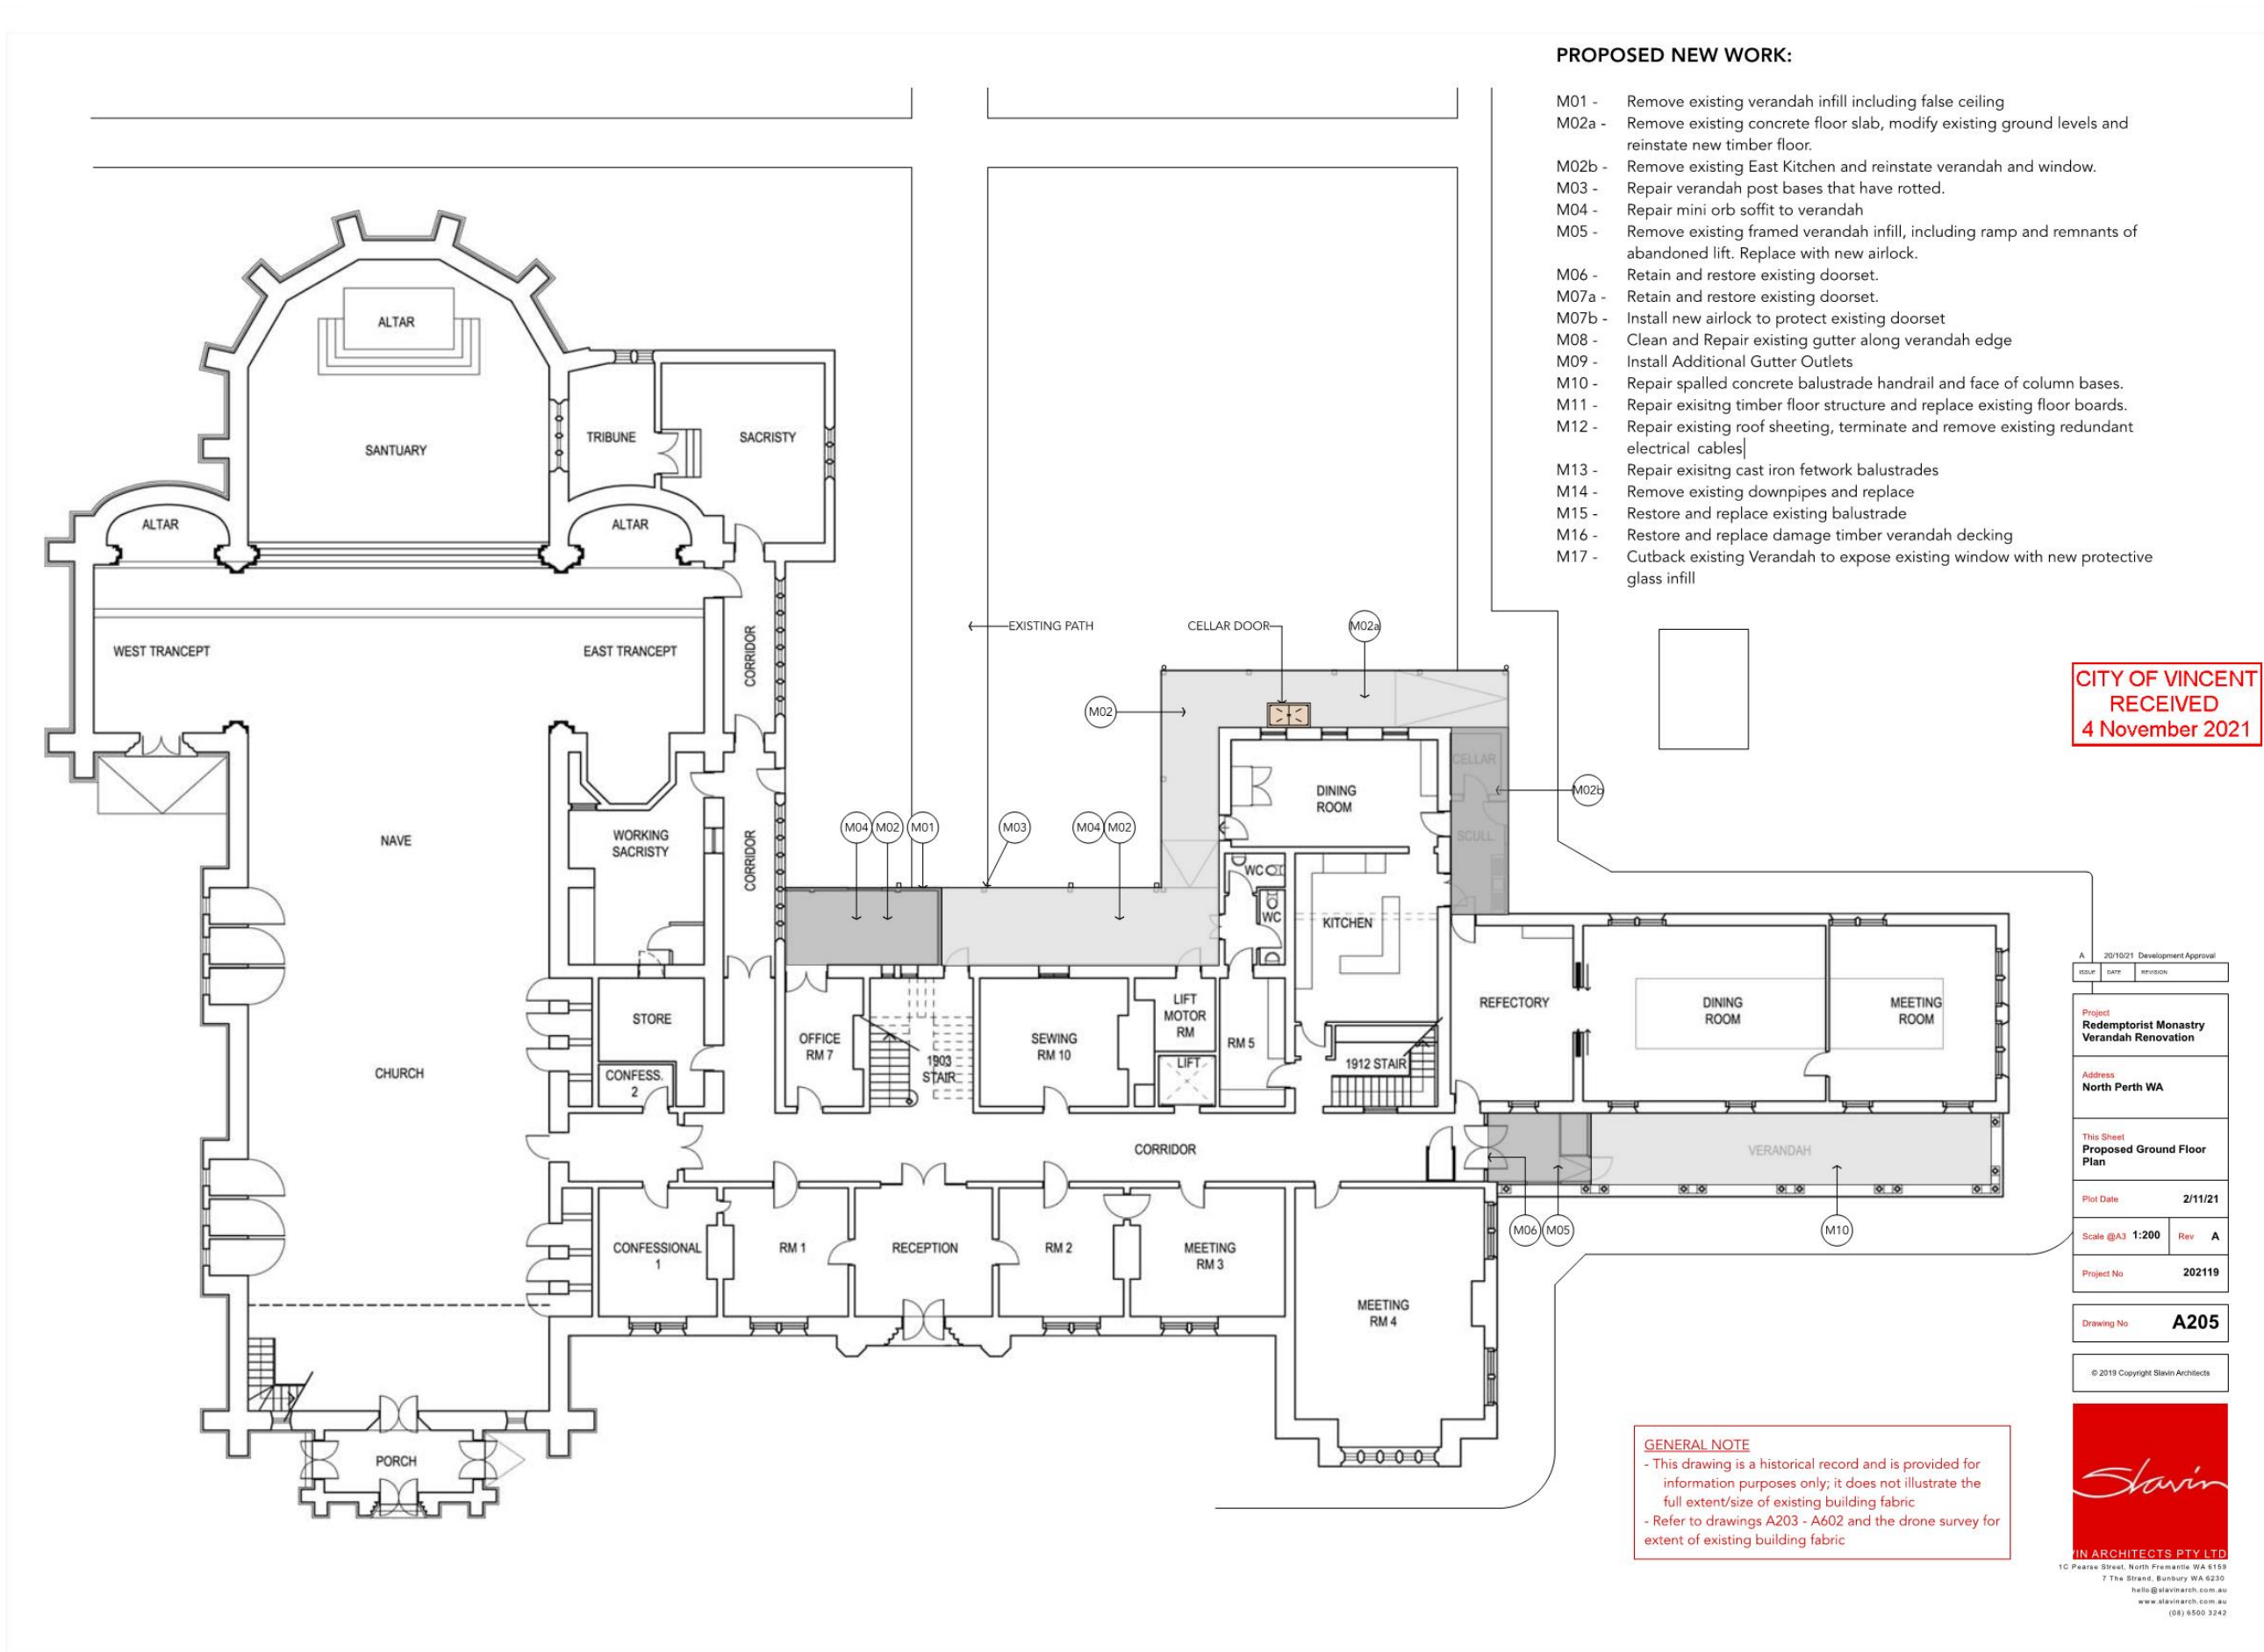 PROPOSED NEW WORK:
M01 - Remove existing verandah infill including false ceiling
M02a - Remove existing concrete floor slab, modify existing ground levels and
reinstate new timber floor.
M02b - Remove existing East Kitchen and reinstate verandah and window.
M03 - Repair verandah post bases that have rotted.
M04 - Repair mini orb soffit to verandah
M05 - Remove existing framed verandah infill, including ramp and remnants of
abandoned lift. Replace with new airlock.
M06 - Retain and restore existing doorset.
M07a - Retain and restore existing doorset.
M07b - Install new airlock to protect existing doorset
M08 - Clean and Repair existing gutter along verandah edge
M09 - Install Additional Gutter Outlets
M10 - Repair spalled concrete balustrade handrail and face of column bases.
M11 - Repair exisitng timber floor structure and replace existing floor boards.
M12 - Repair existing roof sheeting, terminate and remove existing redundant
electrical cables
M13 - Repair exisitng cast iron fetwork balustrades
M14 - Remove existing downpipes and replace
M15 - Restore and replace existing balustrade
M16 - Restore and replace damage timber verandah decking
M17 - Cutback existing Verandah to expose existing window with new protective
glass infill
ALTAR
SANTUARY
TRIBUNE
SACRISTY
ALTAR
ALTAR
WEST TRANCEPT
EAST TRANCEPT
CORRIDOR
EXISTING PATH
CELLAR DOOR
M02a
M02
CITY OF VINCENT
RECEIVED
4 November 2021
CELLAR
DINING
ROOM
M02b
SCULL
NAVE
WORKING
SACRISTY
CORRIDOR
M04
M02
M01
M03
M04
M02
WC
WC
KITCHEN
REFECTORY
DINING
ROOM
MEETING
ROOM
STORE
OFFICE
RM 7
1903
STAIR
SEWING
RM 10
LIFT
MOTOR
RM
LIFT
RM 5
1912 STAIR
CHURCH
CONFESS.
2
CORRIDOR
VERANDAH
M06
M05
M10
CONFESSIONAL
1
RM 1
RECEPTION
RM 2
MEETING
RM 3
MEETING
RM 4
PORCH
A 20/10/21 Development Approval
ISSUE DATE REVISION
Project
Redemptorist Monastry
Verandah Renovation
Address
North Perth WA
This Sheet
Proposed Ground Floor
Plan
Plot Date 2/11/21
Scale @A3 1:200 Rev A
Project No 202119
Drawing No A205
© 2019 Copyright Slavin Architects
GENERAL NOTE
- This drawing is a historical record and is provided for
information purposes only; it does not illustrate the
full extent/size of existing building fabric
- Refer to drawings A203 - A602 and the drone survey for
extent of existing building fabric
Slavin
IN ARCHITECTS PTY LTD
1C Pearse Street, North Fremantle WA 6159
7 The Strand, Bunbury WA 6230
hello@slavinarch.com.au
www.slavinarch.com.au
(08) 6500 3242